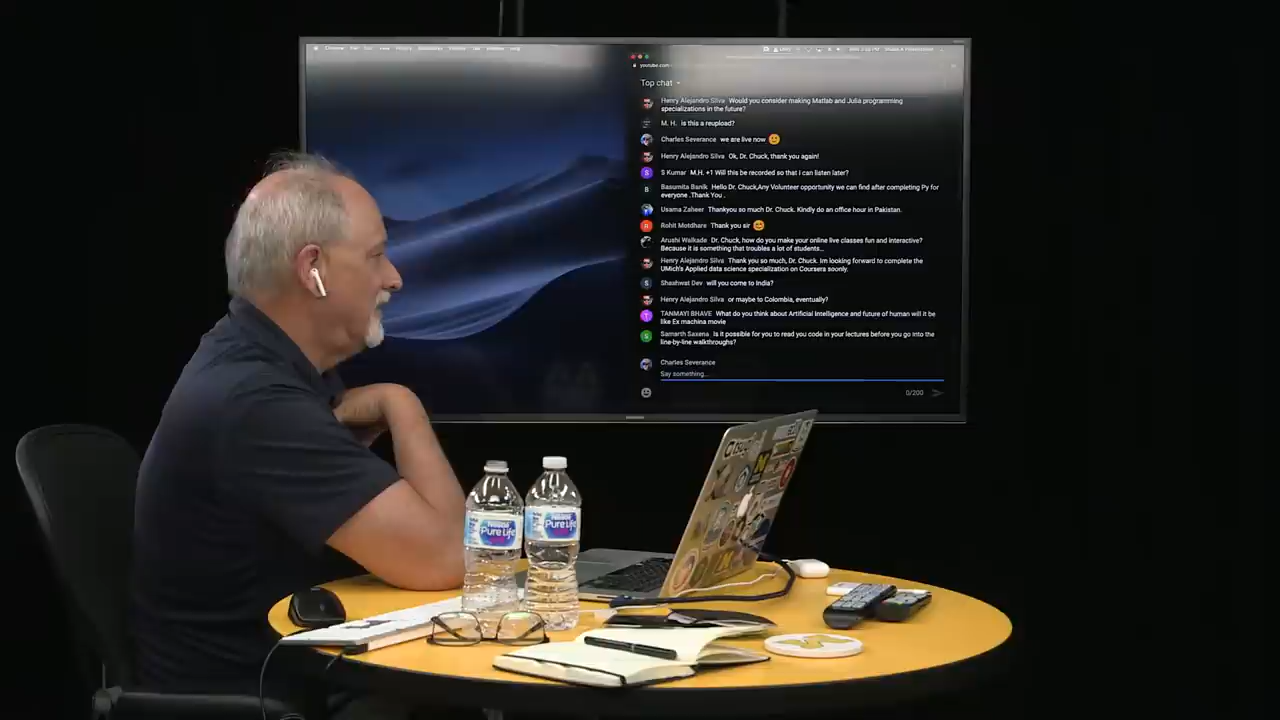 Top chat
Henry Alejandro Silva Would you consider making Matlab and Julia programming
specializations in the future?
M. H. is this a reupload?
Charles Severance we are live now
Henry Alejandro Silva Ok, Dr. Chuck, thank you again!
S Kumar M.H. +1 Will this be recorded so that I can listen later?
Basumita Banik Hello Dr. Chuck,Any Volunteer opportunity we can find after completing Py for
everyone .Thank You .
Usama Zaheer Thankyou so much Dr. Chuck. Kindly do an office hour in Pakistan.
Rohit Motdhare Thank you sir
Arushi Walkade Dr. Chuck, how do you make your online live classes fun and interactive?
Because it is something that troubles a lot of students...
Henry Alejandro Silva Thank you so much, Dr. Chuck. Im looking forward to complete the
UMich's Applied data science specialization on Coursera soonly.
Shashwat Dev will you come to India?
Henry Alejandro Silva or maybe to Colombia, eventually?
TANMAYI BHAVE What do you think about Artificial Intelligence and future of human will it be
like Ex machina movie
Samarth Saxena Is it possible for you to read you code in your lectures before you go into the
line-by-line walkthroughs?
Charles Severance
Say something...
0/200
Nestle
Pure Life
Nestle
Pure Life